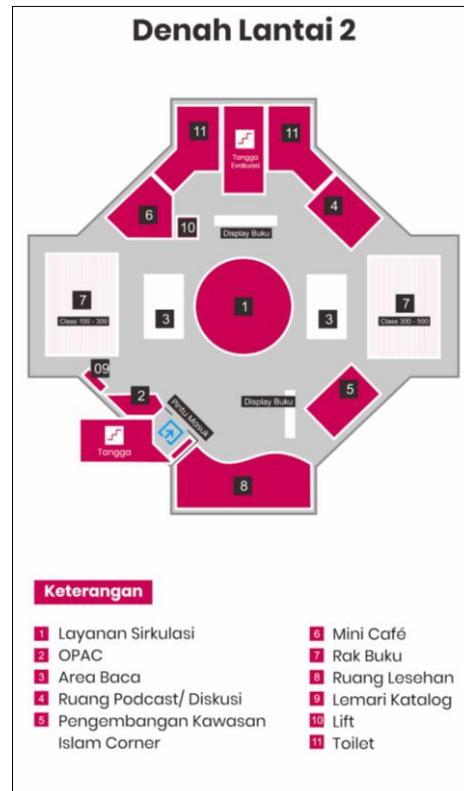 Denah Lantai 2
11
Tangga
Evakuasi
11
6
10
Display Buku
4
7
Class 100 - 300
3
1
3
7
Class 300 - 500
09
2
Pintu Masuk
Display Buku
5
Tangga
8
Keterangan
1 Layanan Sirkulasi
2 OPAC
3 Area Baca
4 Ruang Podcast/ Diskusi
5 Pengembangan Kawasan
Islam Corner
6 Mini Café
7 Rak Buku
8 Ruang Lesehan
9 Lemari Katalog
10 Lift
11 Toilet